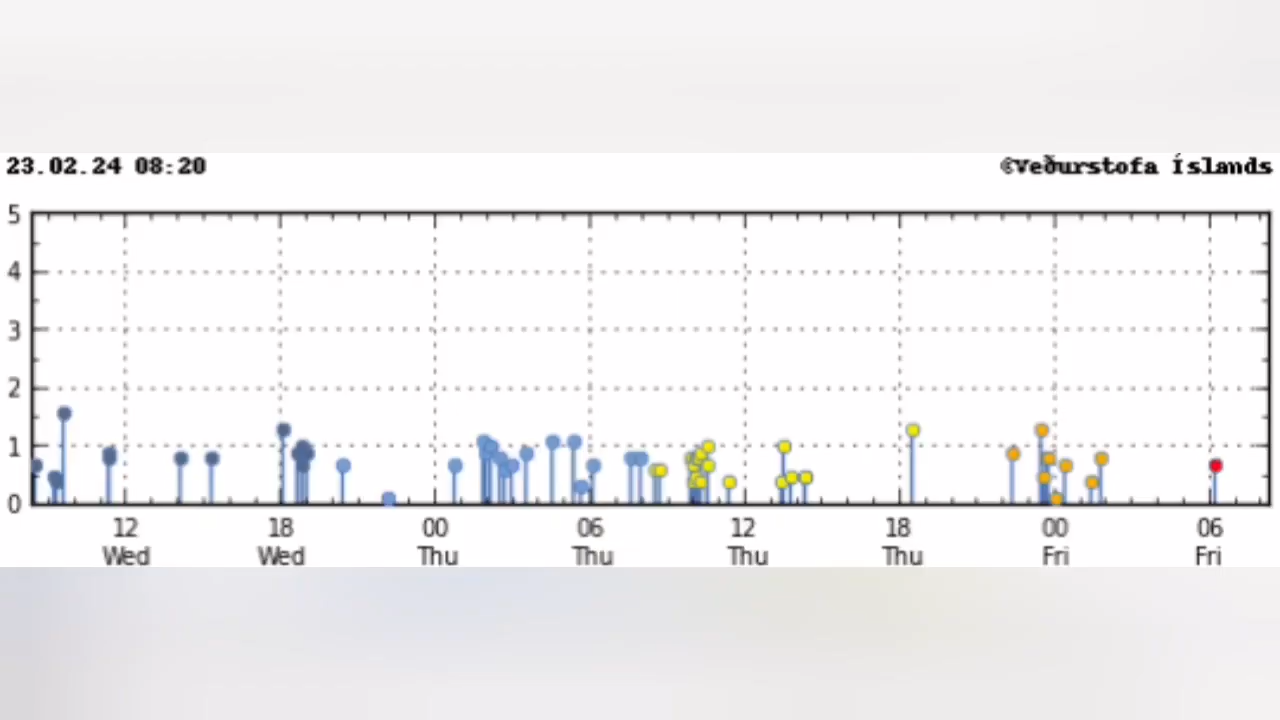 23.02.24 08:20
©Veðurstofa Íslands
5
4
3
2
1
0
12 18 00 06 12 18 00 06
Wed Wed Thu Thu Thu Thu Fri Fri